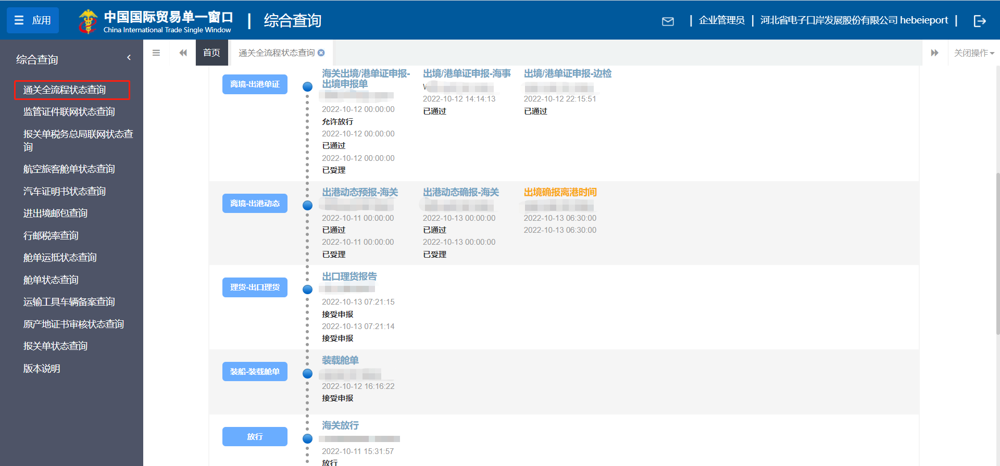 应用
中国国际贸易单一窗口
China International Trade Single Window
综合查询
企业管理员
河北省电子口岸发展股份有限公司 hebeieport
综合查询
通关全流程状态查询
监管证件联网状态查询
报关单税务总局联网状态查
询
航空旅客舱单状态查询
汽车证明书状态查询
进出境邮包查询
行邮税率查询
舱单运抵状态查询
舱单状态查询
运输工具车辆备案查询
原产地证书审核状态查询
报关单状态查询
版本说明
首页
通关全流程状态查询
关闭操作
离境-出港单证
海关出境/港单证申报-
出境申报单
2022-10-12 00:00:00
允许放行
2022-10-12 00:00:00
已通过
2022-10-12 00:00:00
已受理
出境/港单证申报-海事
2022-10-12 14:14:13
已通过
出境/港单证申报-边检
2022-10-12 22:15:51
已通过
离境-出港动态
出港动态预报-海关
2022-10-11 00:00:00
已通过
2022-10-11 00:00:00
已受理
出港动态确报-海关
2022-10-13 00:00:00
已通过
2022-10-13 00:00:00
已受理
出境确报离港时间
2022-10-13 06:30:00
2022-10-13 06:30:00
理货-出口理货
出口理货报告
2022-10-13 07:21:15
接受申报
2022-10-13 07:21:14
接受申报
装船-装载舱单
装载舱单
2022-10-12 16:16:22
接受申报
放行
海关放行
2022-10-11 15:31:57
放行